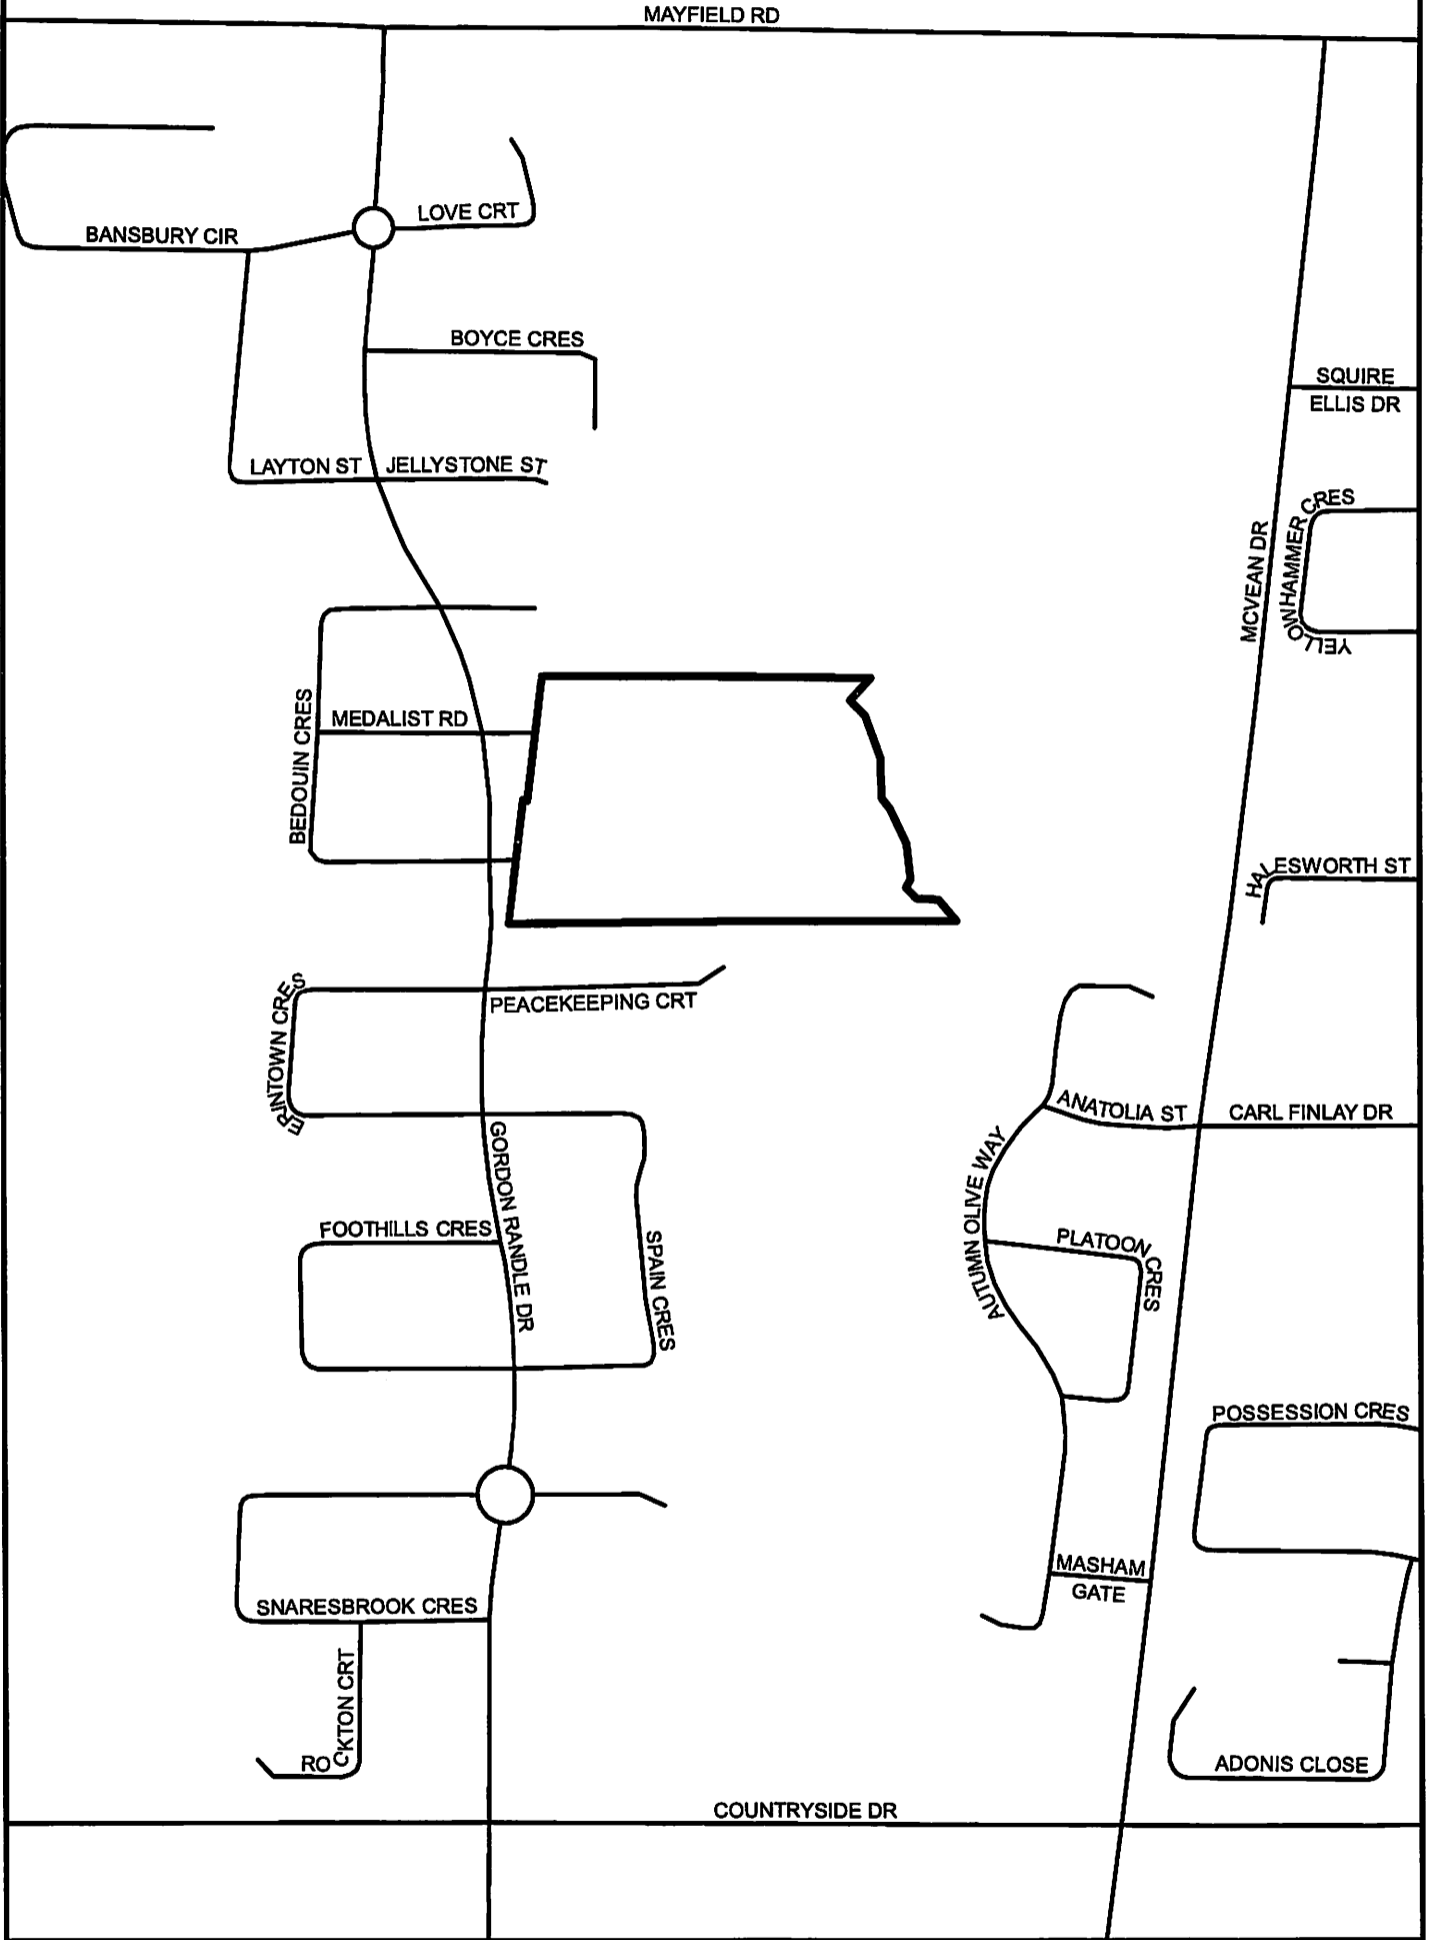 MAYFIELD RD
LOVE CRT
BANSBURY CIR
BOYCE CRES
SQUIRE
ELLIS DR
LAYTON ST
JELLYSTONE ST
YELLOWHAMMER CRES
MCVEAN DR
BEDOUIN CRES
MEDALIST RD
HALESWORTH ST
ERINTOWN CRES
PEACEKEEPING CRT
ANATOLIA ST
CARL FINLAY DR
GORDON RANDLE DR
AUTUMN OLIVE WAY
FOOTHILLS CRES
SPAIN CRES
PLATOON CRES
POSSESSION CRES
MASHAM
GATE
SNARESBROOK CRES
ROCKTON CRT
ADONIS CLOSE
COUNTRYSIDE DR